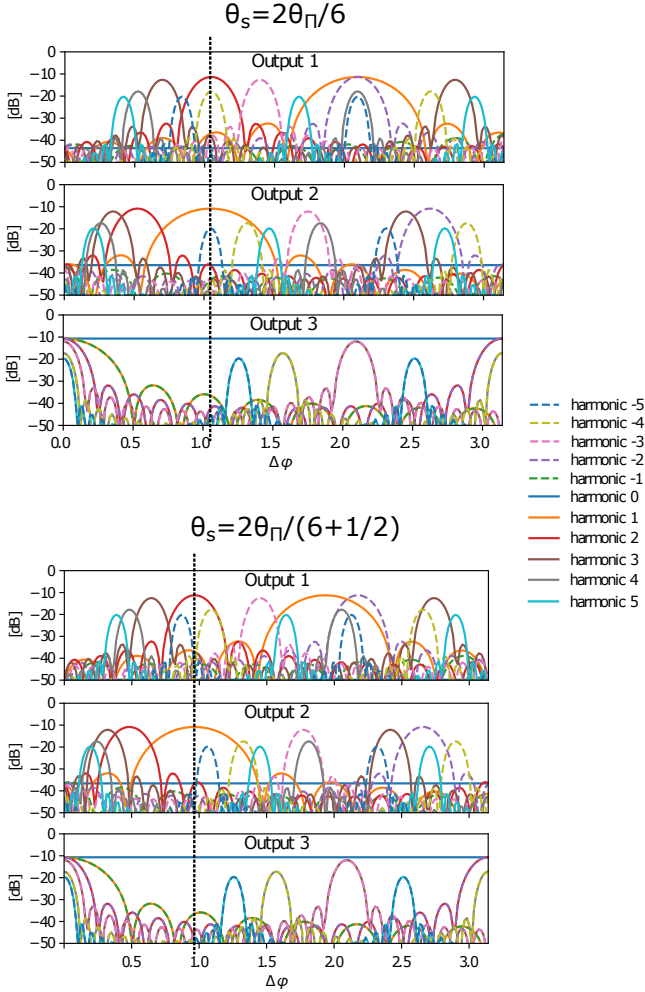 θₛ=2θ_Π/6
Output 1
[dB]
0
−10
−20
−30
−40
−50
Output 2
[dB]
0
−10
−20
−30
−40
−50
Output 3
[dB]
0
−10
−20
−30
−40
−50
0.0 0.5 1.0 1.5 2.0 2.5 3.0
Δφ
harmonic -5
harmonic -4
harmonic -3
harmonic -2
harmonic -1
harmonic 0
harmonic 1
harmonic 2
harmonic 3
harmonic 4
harmonic 5
θₛ=2θ_Π/(6+1/2)
Output 1
[dB]
0
−10
−20
−30
−40
−50
Output 2
[dB]
0
−10
−20
−30
−40
−50
Output 3
[dB]
0
−10
−20
−30
−40
−50
0.0 0.5 1.0 1.5 2.0 2.5 3.0
Δφ